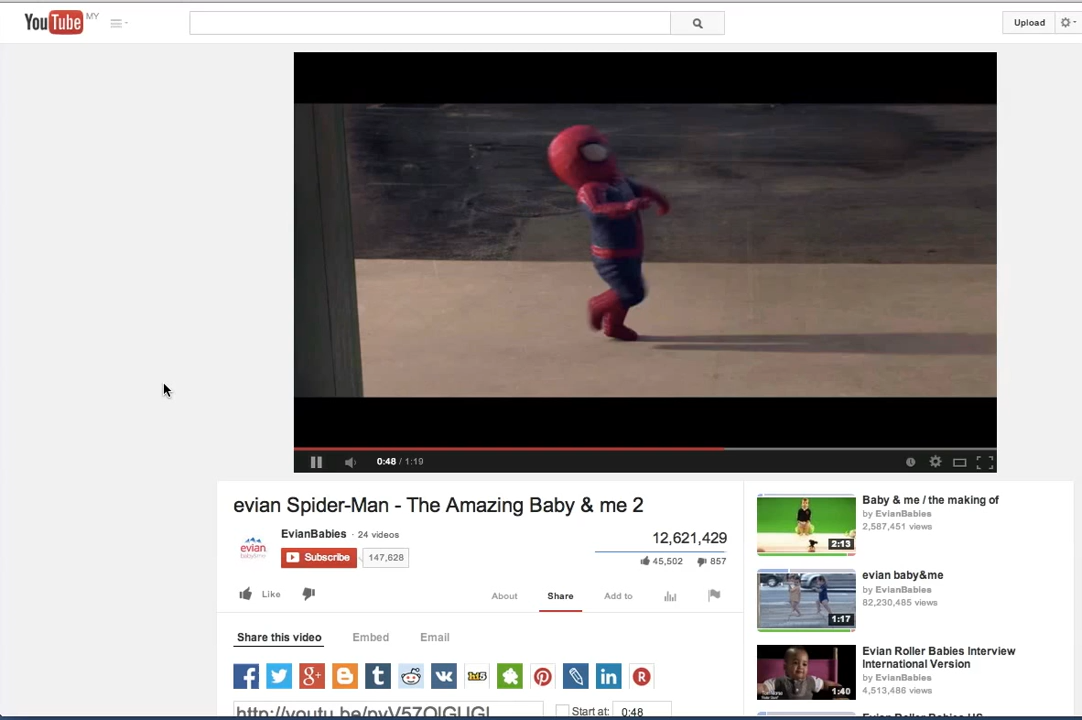 YouTube MY
Upload
0:48 / 1:19
evian Spider-Man - The Amazing Baby & me 2
EvianBabies · 24 videos
Subscribe 147,628
12,621,429
45,502 857
Like
About Share Add to
Share this video Embed Email
evian
Start at: 0:48
Baby & me / the making of
by EvianBabies
2,587,451 views
2:13
evian baby&me
by EvianBabies
82,230,485 views
1:17
Evian Roller Babies Interview
International Version
by EvianBabies
4,513,486 views
1:40